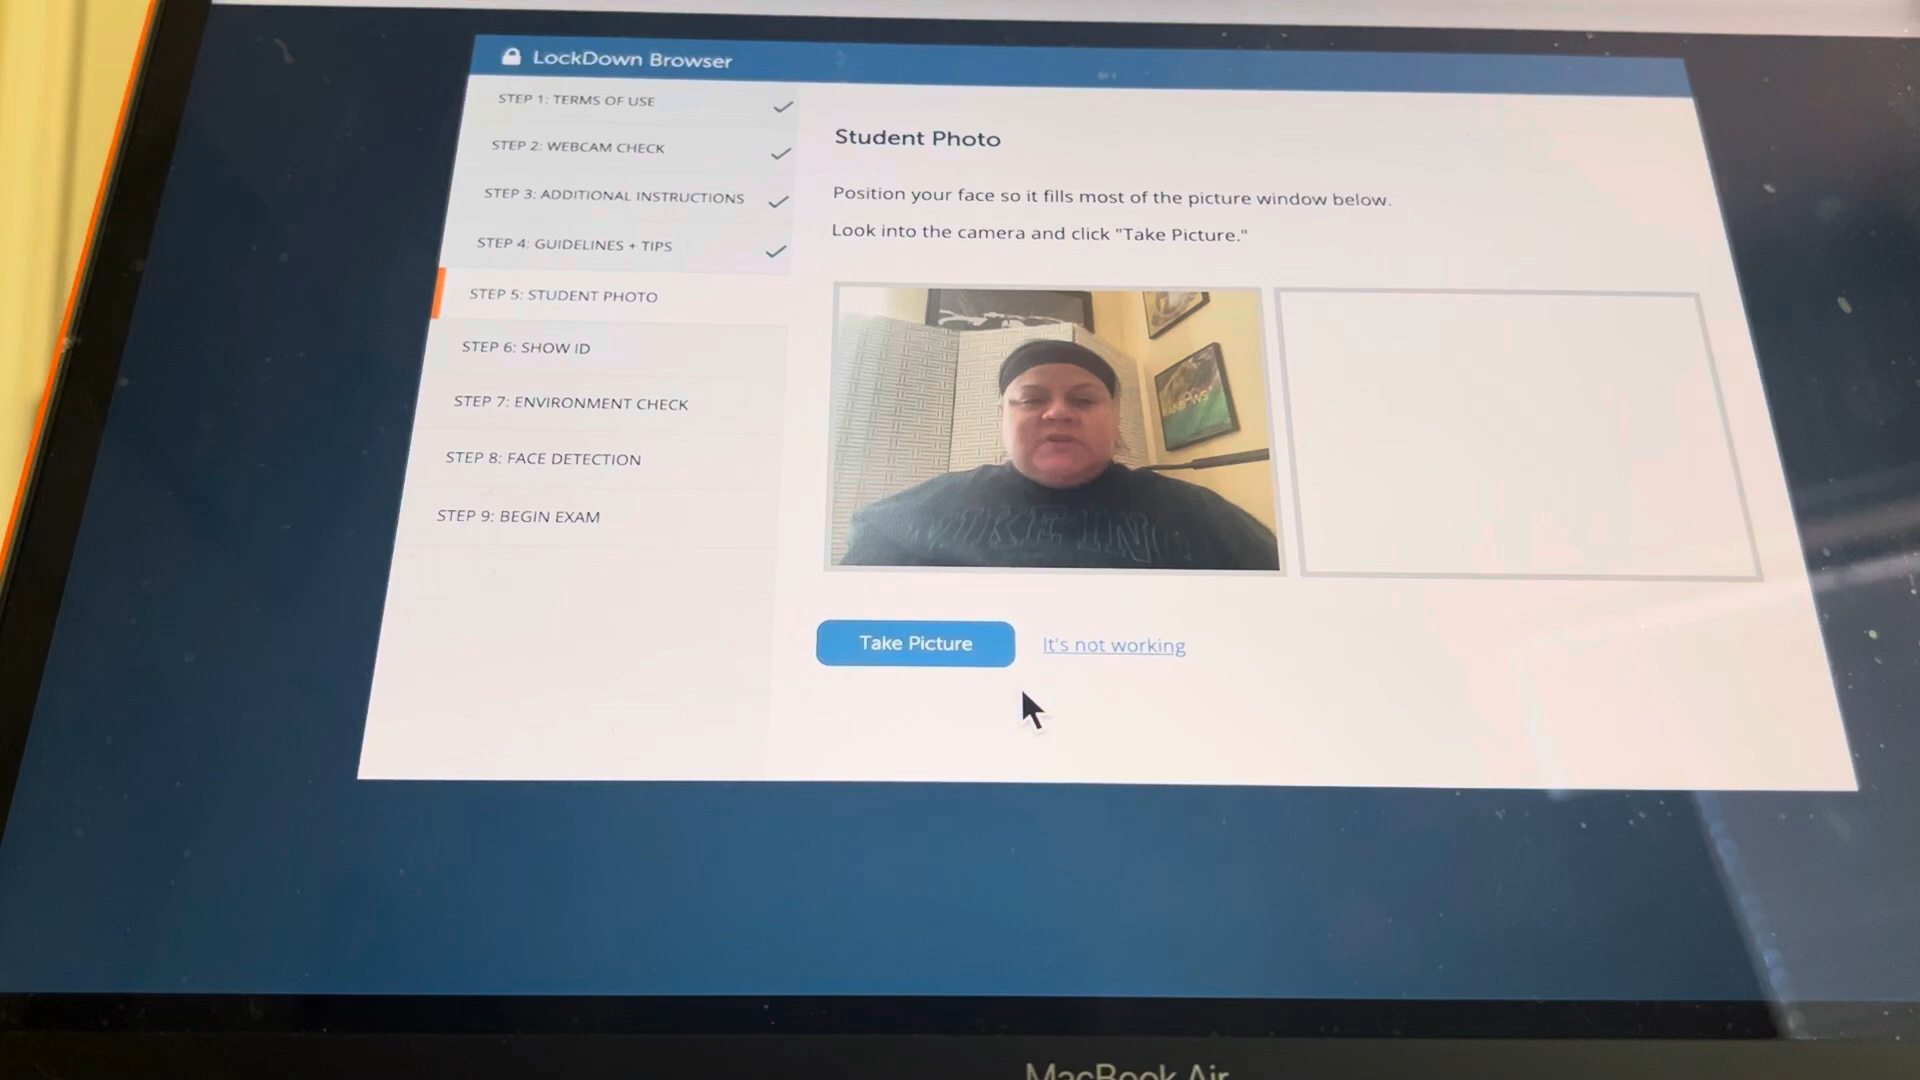 LockDown Browser
STEP 1: TERMS OF USE
STEP 2: WEBCAM CHECK
STEP 3: ADDITIONAL INSTRUCTIONS
STEP 4: GUIDELINES + TIPS
STEP 5: STUDENT PHOTO
STEP 6: SHOW ID
STEP 7: ENVIRONMENT CHECK
STEP 8: FACE DETECTION
STEP 9: BEGIN EXAM
Student Photo
Position your face so it fills most of the picture window below.
Look into the camera and click "Take Picture."
Take Picture
It's not working
MacBook Air